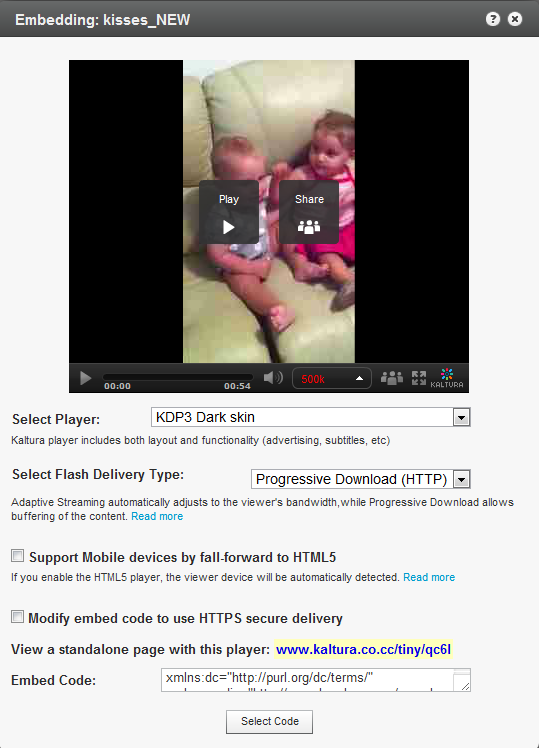 Embedding: kisses_NEW
Play
Share
00:00
00:54
500k
KALTURA
Select Player:
KDP3 Dark skin
Kaltura player includes both layout and functionality (advertising, subtitles, etc)
Select Flash Delivery Type:
Progressive Download (HTTP)
Adaptive Streaming automatically adjusts to the viewer's bandwidth,while Progressive Download allows
buffering of the content. Read more
Support Mobile devices by fall-forward to HTML5
If you enable the HTML5 player, the viewer device will be automatically detected. Read more
Modify embed code to use HTTPS secure delivery
View a standalone page with this player: www.kaltura.co.cc/tiny/qc6l
Embed Code:
xmlns:dc="http://purl.org/dc/terms/"
Select Code